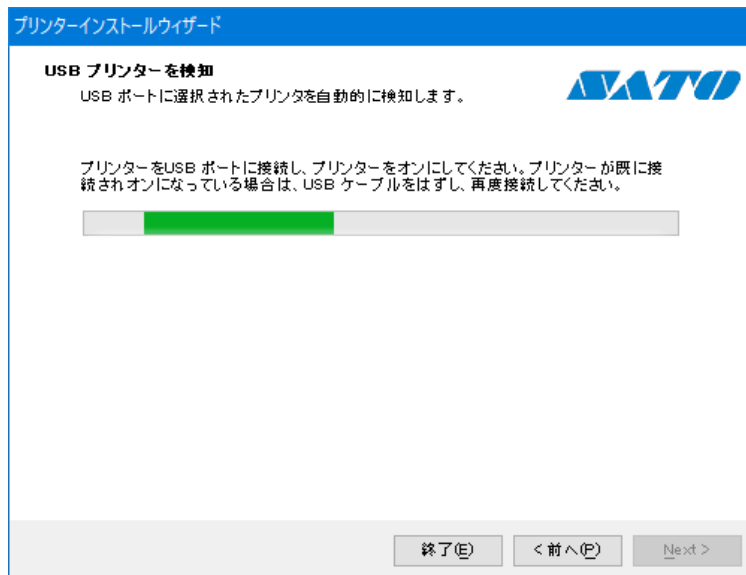 プリンターインストールウィザード
USB プリンターを検知
USB ポートに選択されたプリンタを自動的に検知します。
SATO
プリンターをUSB ポートに接続し、プリンターをオンにしてください。プリンターが既に接
続されオンになっている場合は、USB ケーブルをはずし、再度接続してください。
終了(E)
< 前へ(P)
Next >